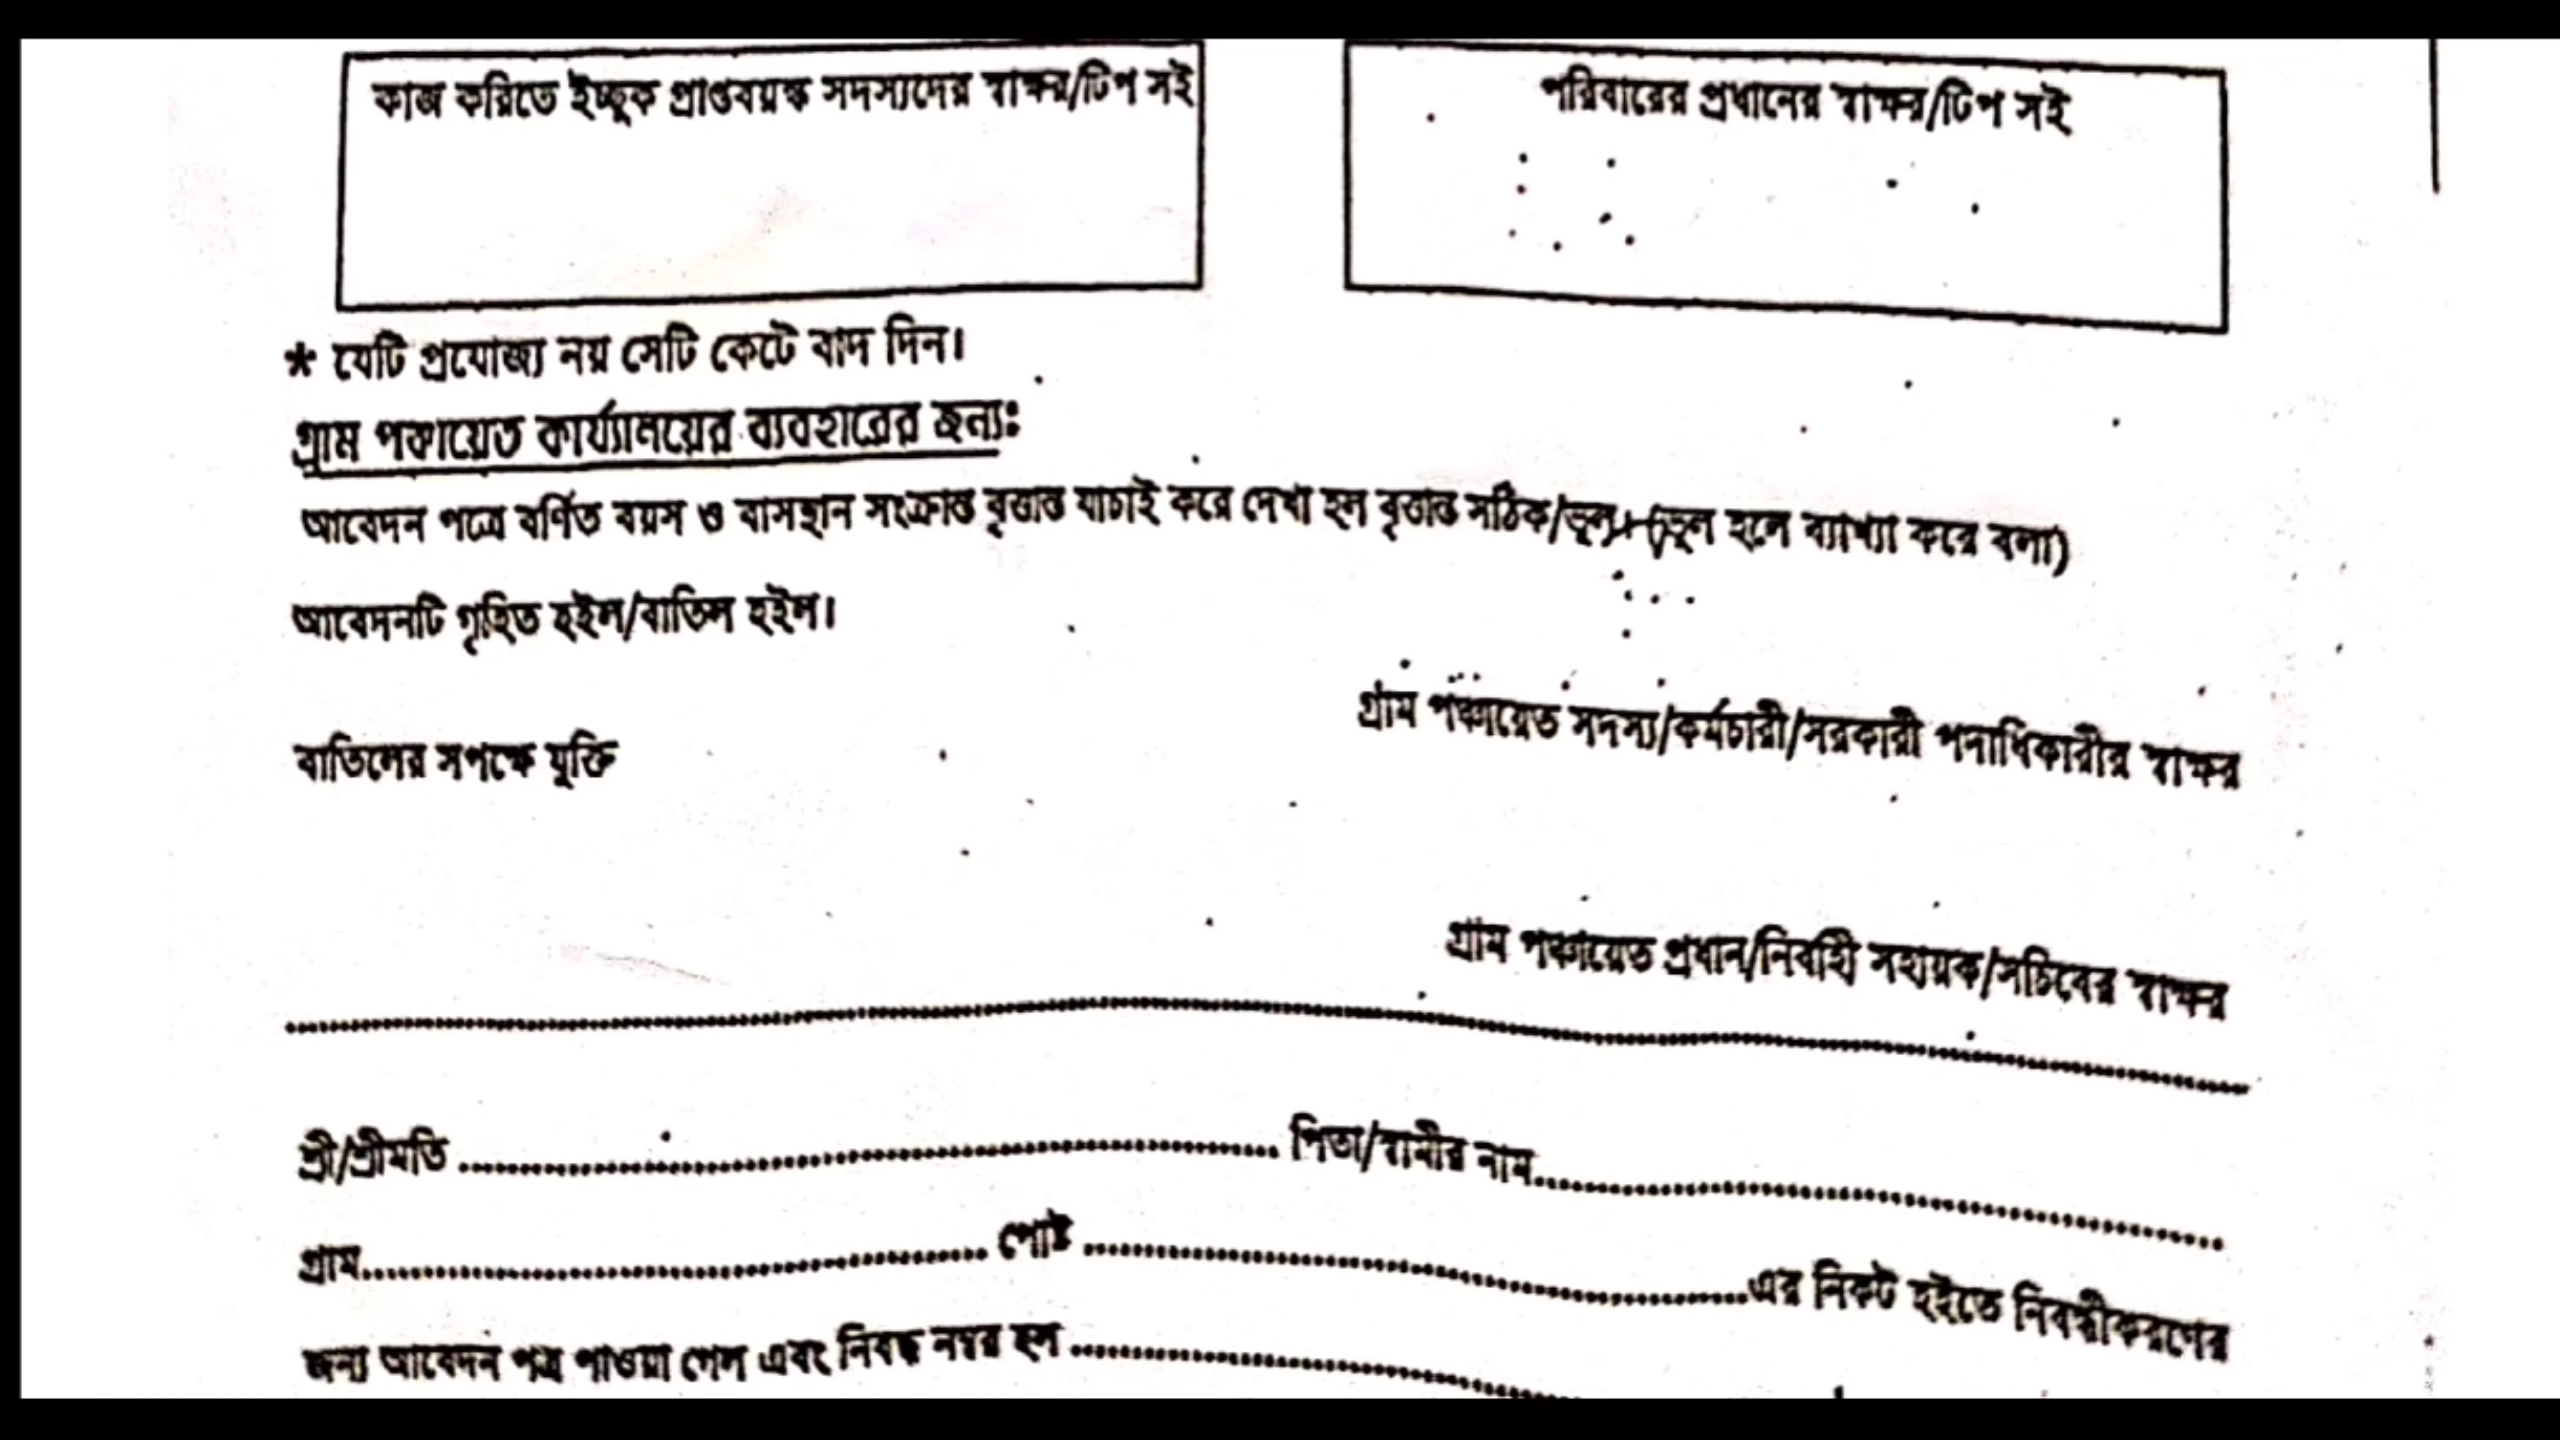 কাজ করিতে ইচ্ছুক প্রাপ্তবয়স্ক সদস্যদের স্বাক্ষর/টিপ সই
পরিবারের প্রধানের স্বাক্ষর/টিপ সই
* যেটি প্রযোজ্য নয় সেটি কেটে বাদ দিন।
গ্রাম পঞ্চায়েত কার্য্যালয়ের ব্যবহারের জন্যঃ
আবেদন পত্রে বর্ণিত বয়স ও বাসস্থান সংক্রান্ত বৃত্তান্ত যাচাই করে দেখা হল বৃত্তান্ত সঠিক/ভূল। (ভূল হলে ব্যাখ্যা করে বলা)
আবেদনটি গৃহিত হইল/বাতিল হইল।
গ্রাম পঞ্চায়েত সদস্য/কর্মচারী/সরকারী পদাধিকারীর স্বাক্ষর
বাতিলের সপক্ষে যুক্তি
গ্রাম পঞ্চায়েত প্রধান/নির্বাহি সহায়ক/সচিবের স্বাক্ষর
শ্রী/শ্রীমতি .................... পিতা/স্বামীর নাম....................
গ্রাম.................... পোষ্ট ....................এর নিকট হইতে নিবন্ধীকরণের
জন্য আবেদন পত্র পাওয়া গেল এবং নিবন্ধ নম্বর হল ....................